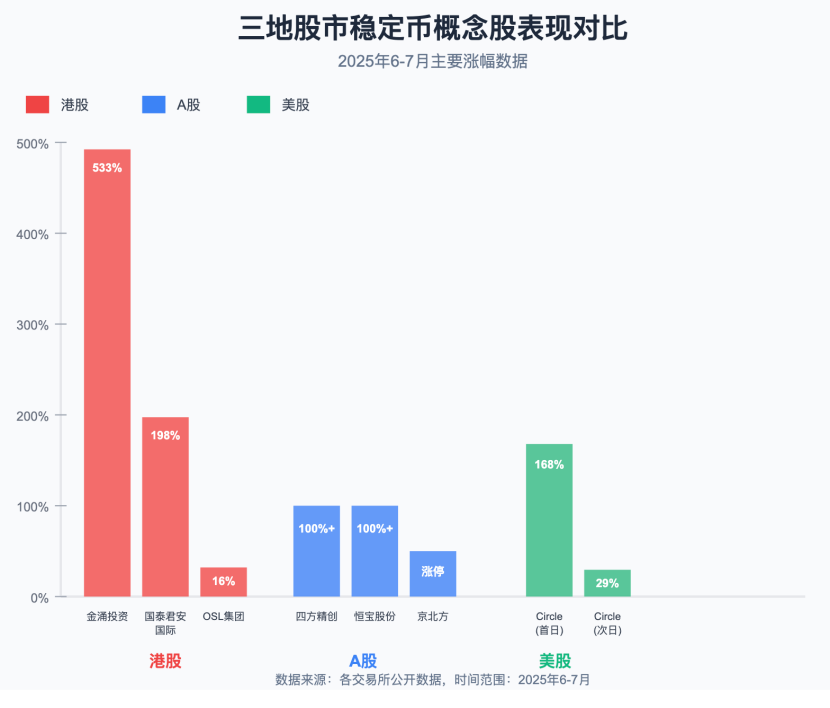 三地股市稳定币概念股表现对比
2025年6-7月主要涨幅数据
港股 A股 美股
500%
400%
300%
200%
100%
0%
533%
198%
16%
100%+
100%+
涨停
168%
29%
金涌投资
国泰君安
国际
OSL集团
四方精创
恒宝股份
京北方
Circle
(首日)
Circle
(次日)
港股
A股
美股
数据来源：各交易所公开数据，时间范围：2025年6-7月